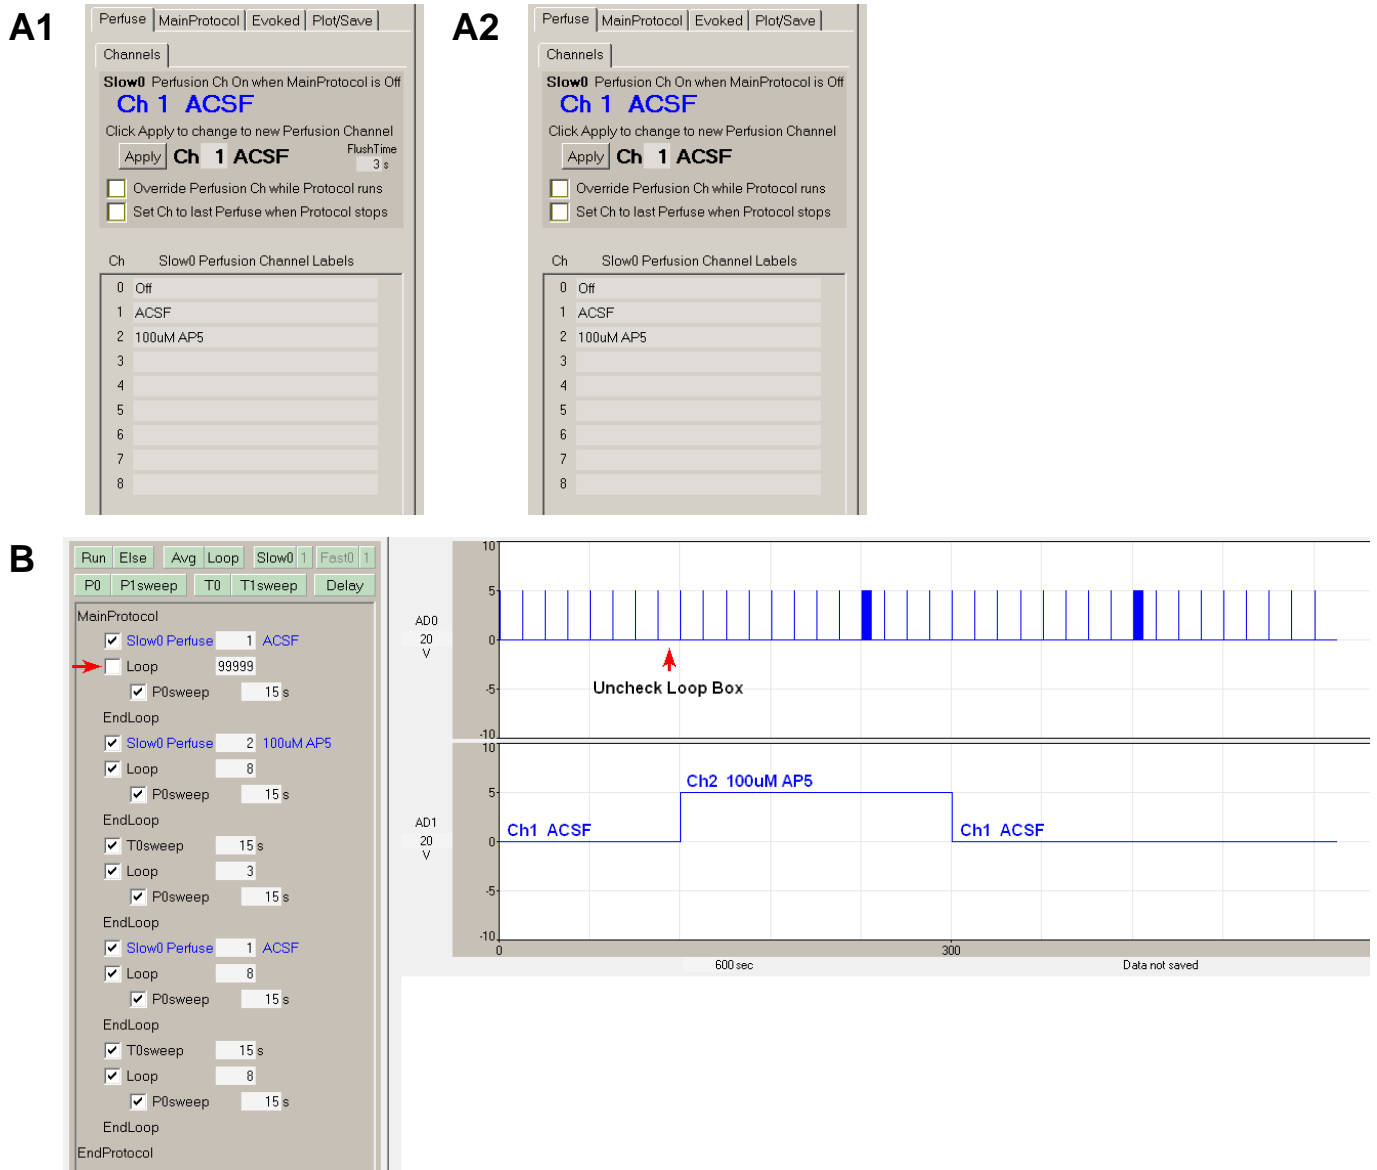 A1
Perfuse MainProtocol Evoked Plot/Save
Channels
Slow0 Perfusion Ch On when MainProtocol is Off
Ch 1 ACSF
Click Apply to change to new Perfusion Channel
Apply Ch 1 ACSF FlushTime
3 s
Override Perfusion Ch while Protocol runs
Set Ch to last Perfuse when Protocol stops
Ch Slow0 Perfusion Channel Labels
0 Off
1 ACSF
2 100uM AP5
3
4
5
6
7
8
A2
Perfuse MainProtocol Evoked Plot/Save
Channels
Slow0 Perfusion Ch On when MainProtocol is Off
Ch 1 ACSF
Click Apply to change to new Perfusion Channel
Apply Ch 1 ACSF
Override Perfusion Ch while Protocol runs
Set Ch to last Perfuse when Protocol stops
Ch Slow0 Perfusion Channel Labels
0 Off
1 ACSF
2 100uM AP5
3
4
5
6
7
8
B
Run Else Avg Loop Slow0 1 Fast0 1
P0 P1sweep T0 T1sweep Delay
MainProtocol
Slow0 Perfuse 1 ACSF
Loop 99999
P0sweep 15 s
EndLoop
Slow0 Perfuse 2 100uM AP5
Loop 8
P0sweep 15 s
EndLoop
T0sweep 15 s
Loop 3
P0sweep 15 s
EndLoop
Slow0 Perfuse 1 ACSF
Loop 8
P0sweep 15 s
EndLoop
T0sweep 15 s
Loop 8
P0sweep 15 s
EndLoop
EndProtocol
10
5
AD0
20
V
0
-5
-10
Uncheck Loop Box
10
5
AD1
20
V
0
-5
-10
Ch1 ACSF
Ch2 100uM AP5
Ch1 ACSF
0 300
600 sec Data not saved